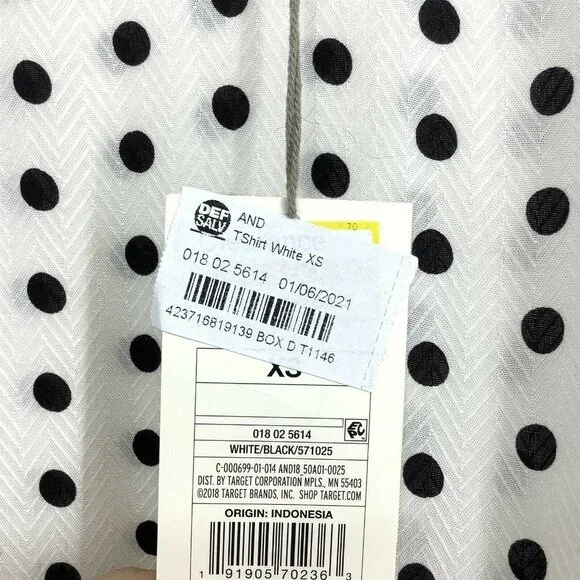 DEF
SALV
AND
TShirt White XS
018 02 5614 01/06/2021
423716819139 BOX D T1146
70
XS
018 02 5614
WHITE/BLACK/571025
C-000699-01-014 AND18_50A01-0025
DIST. BY TARGET CORPORATION MPLS., MN 55403
©2018 TARGET BRANDS, INC. SHOP TARGET.COM
ORIGIN: INDONESIA
1 91905 70236 3